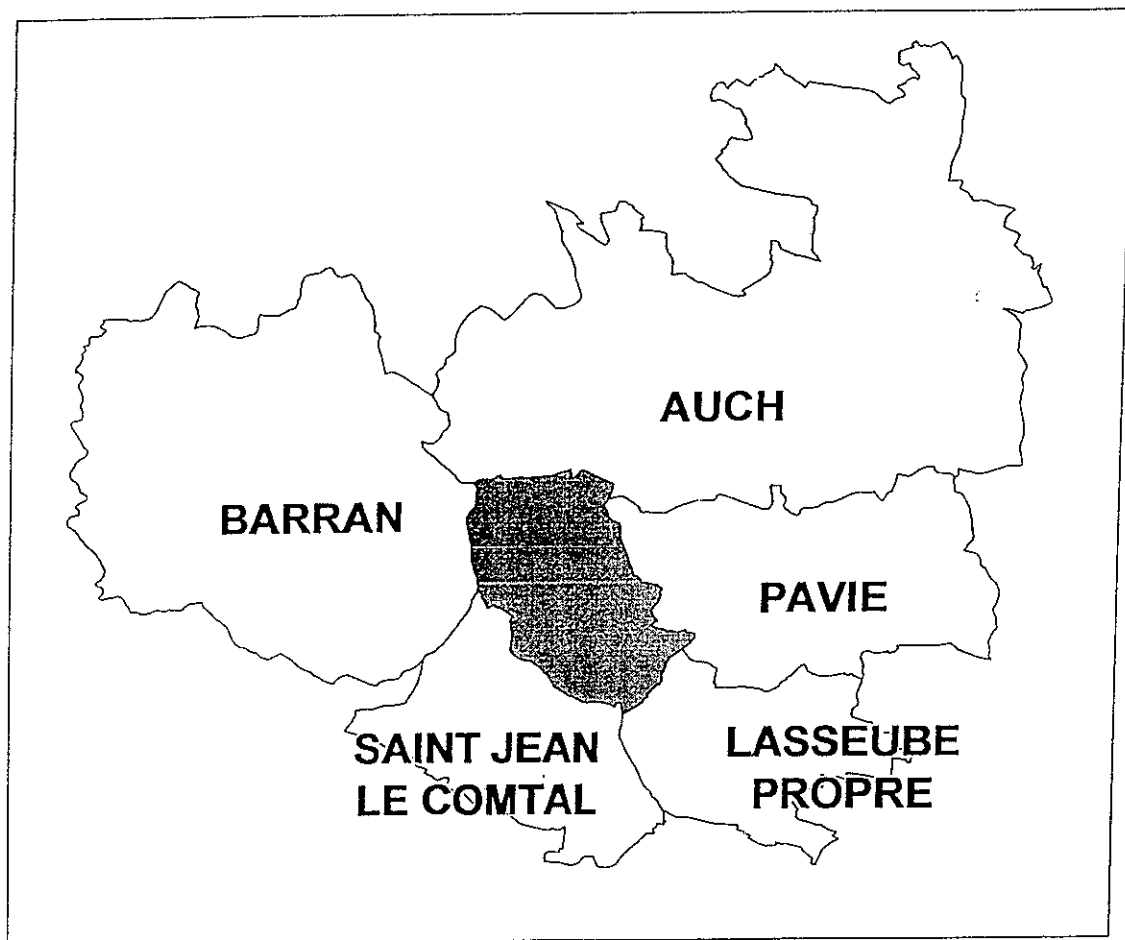 AUCH
BARRAN
PAVIE
SAINT JEAN
LE COMTAL
LASSEUBE
PROPRE